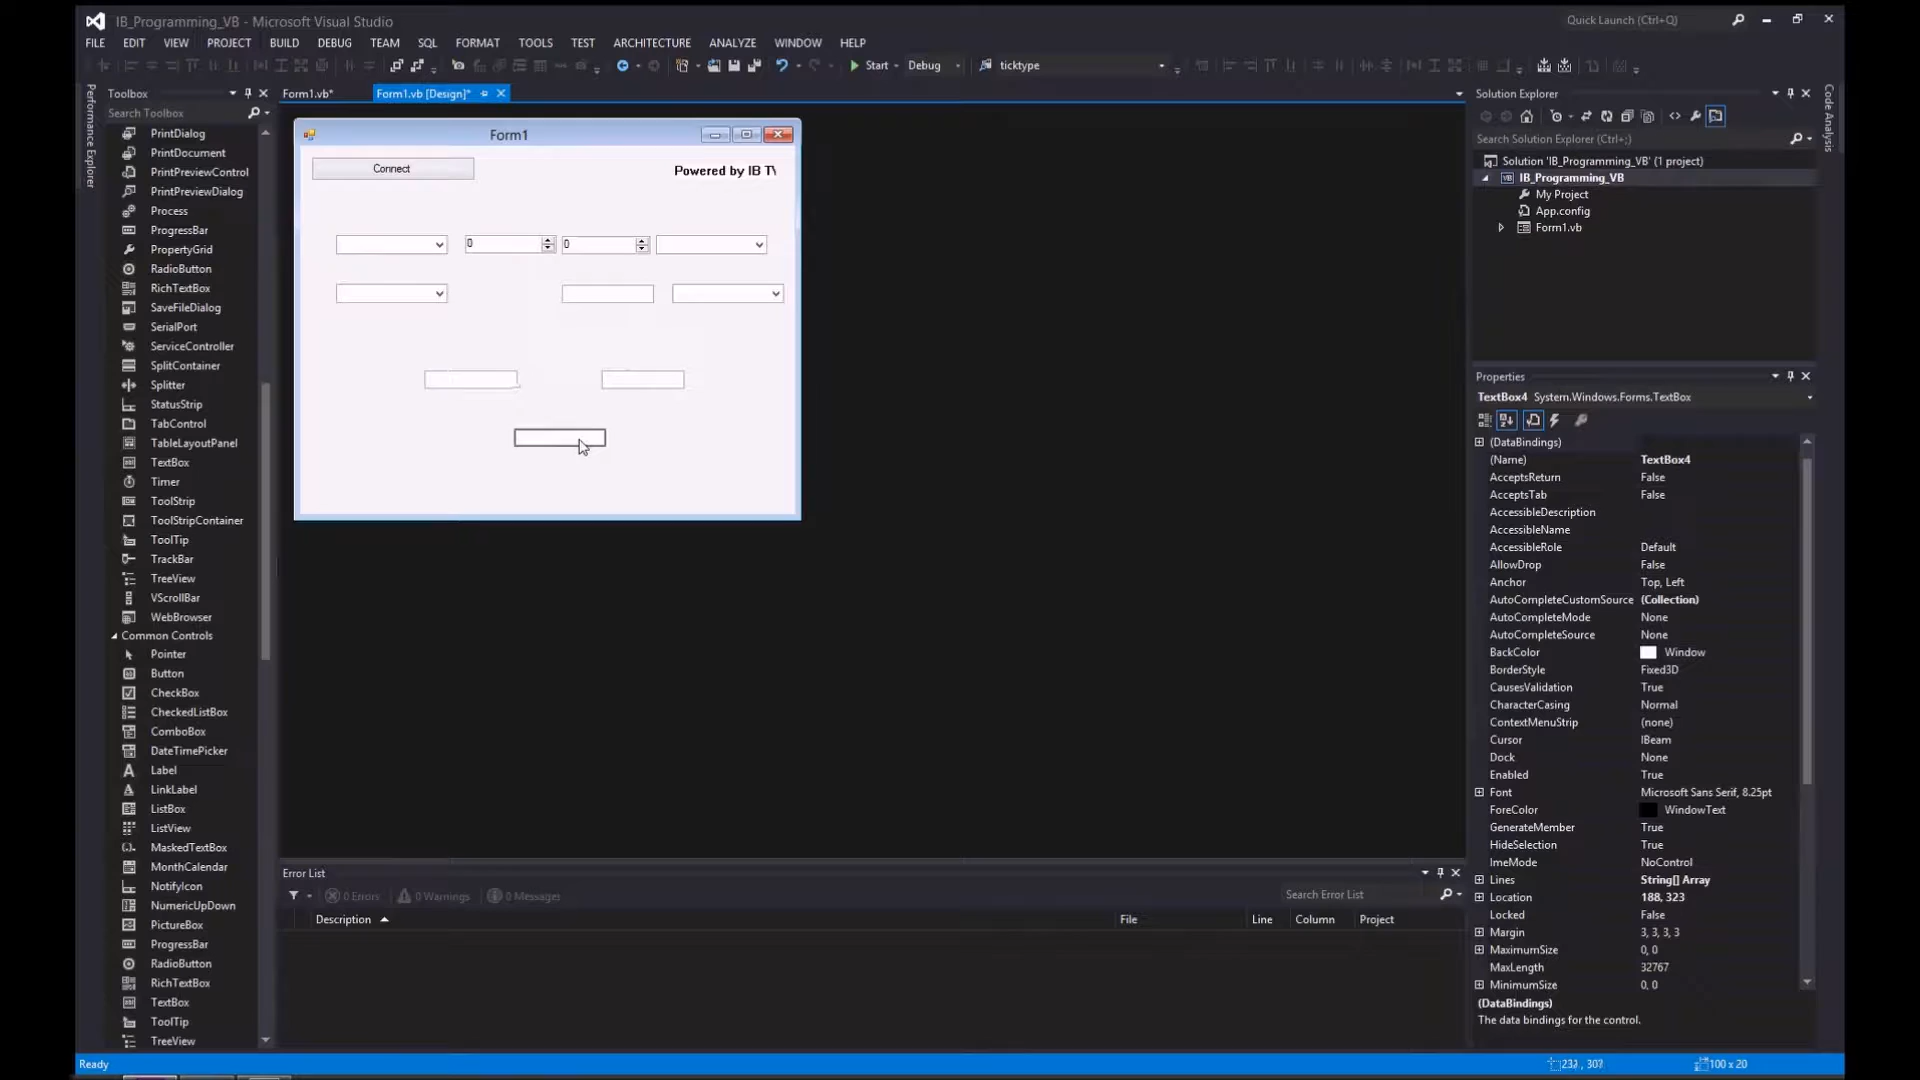 IB_Programming_VB - Microsoft Visual Studio
Quick Launch (Ctrl+Q)
FILE EDIT VIEW PROJECT BUILD DEBUG TEAM SQL FORMAT TOOLS TEST ARCHITECTURE ANALYZE WINDOW HELP
Start Debug ticktype
Performance Explorer
Toolbox
Search Toolbox
PrintDialog
PrintDocument
PrintPreviewControl
PrintPreviewDialog
Process
ProgressBar
PropertyGrid
RadioButton
RichTextBox
SaveFileDialog
SerialPort
ServiceController
SplitContainer
Splitter
StatusStrip
TabControl
TableLayoutPanel
TextBox
Timer
ToolStrip
ToolStripContainer
ToolTip
TrackBar
TreeView
VScrollBar
WebBrowser
Common Controls
Pointer
Button
CheckBox
CheckedListBox
ComboBox
DateTimePicker
Label
LinkLabel
ListBox
ListView
MaskedTextBox
MonthCalendar
NotifyIcon
NumericUpDown
PictureBox
ProgressBar
RadioButton
RichTextBox
TextBox
ToolTip
TreeView
Form1.vb* Form1.vb [Design]*
Form1
Connect
Powered by IB T\
0 0
Error List
0 Errors 0 Warnings 0 Messages
Search Error List
Description File Line Column Project
Solution Explorer
Search Solution Explorer (Ctrl+;)
Solution 'IB_Programming_VB' (1 project)
VB IB_Programming_VB
My Project
App.config
Form1.vb
Code Analysis
Properties
TextBox4 System.Windows.Forms.TextBox
(DataBindings)
(Name) TextBox4
AcceptsReturn False
AcceptsTab False
AccessibleDescription
AccessibleName
AccessibleRole Default
AllowDrop False
Anchor Top, Left
AutoCompleteCustomSource (Collection)
AutoCompleteMode None
AutoCompleteSource None
BackColor Window
BorderStyle Fixed3D
CausesValidation True
CharacterCasing Normal
ContextMenuStrip (none)
Cursor IBeam
Dock None
Enabled True
Font Microsoft Sans Serif, 8.25pt
ForeColor WindowText
GenerateMember True
HideSelection True
ImeMode NoControl
Lines String[] Array
Location 188, 323
Locked False
Margin 3, 3, 3, 3
MaximumSize 0, 0
MaxLength 32767
MinimumSize 0, 0
(DataBindings)
The data bindings for the control.
Ready
100 x 20